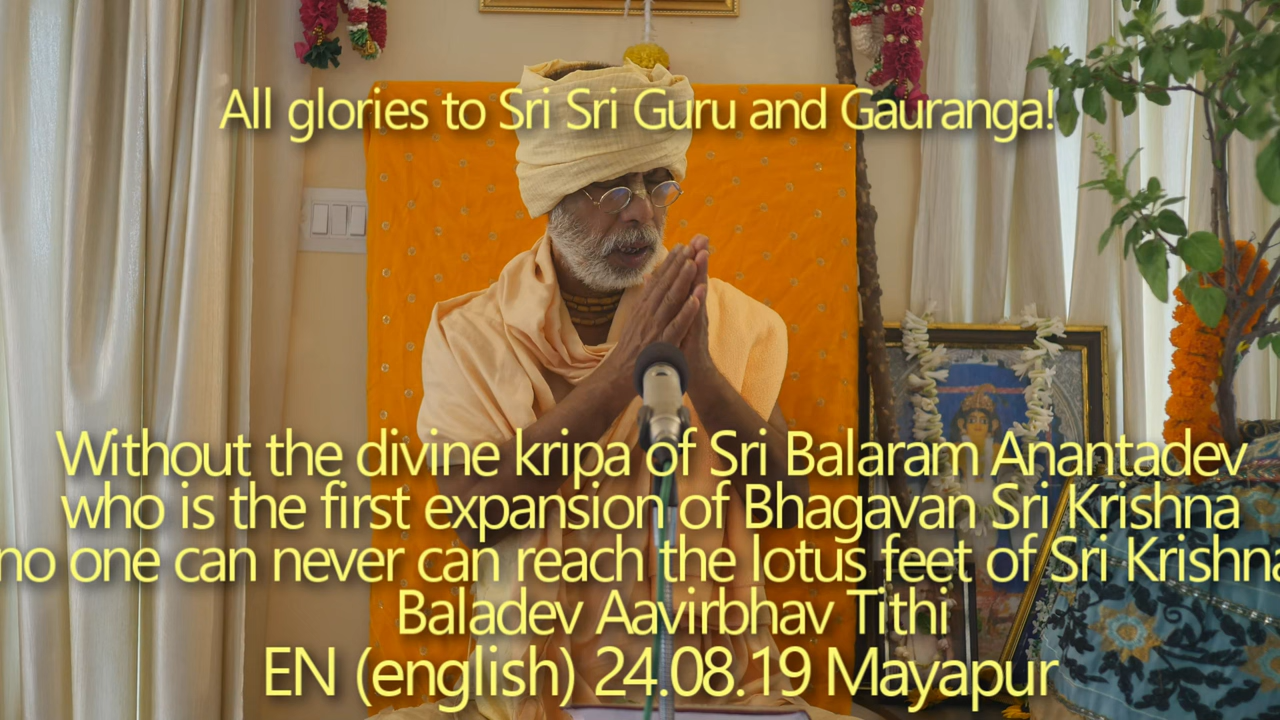 All glories to Sri Sri Guru and Gauranga!
Without the divine kripa of Sri Balaram Anantadev
who is the first expansion of Bhagavan Sri Krishna
no one can never can reach the lotus feet of Sri Krishna
Baladev Aavirbhav Tithi
EN (english) 24.08.19 Mayapur